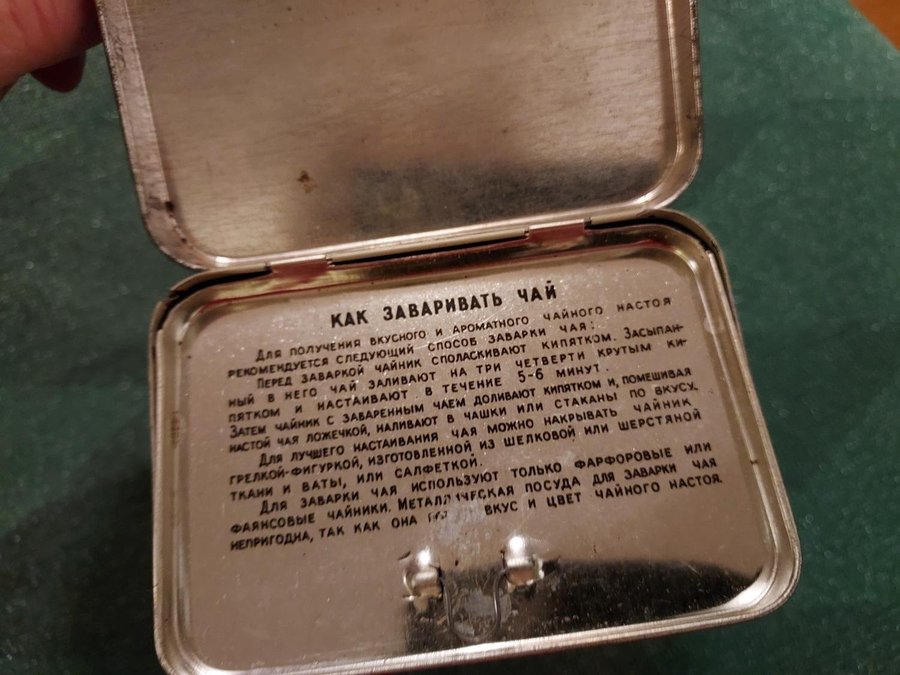 КАК ЗАВАРИВАТЬ ЧАЙ
Для получения вкусного и ароматного чайного настоя
рекомендуется следующий способ заварки чая:
Перед заваркой чайник споласкивают кипятком. Засыпан-
ный в него чай заливают на три четверти крутым ки-
пятком и настаивают в течение 5-6 минут.
Затем чайник с заваренным чаем доливают кипятком и, помешивая
настой чая ложечкой, наливают в чашки или стаканы по вкусу.
Для лучшего настаивания чая можно накрывать чайник
грелкой-фигуркой, изготовленной из шелковой или шерстяной
ткани и ваты, или салфеткой.
Для заварки чая используют только фарфоровые или
фаянсовые чайники. Металлическая посуда для заварки чая
непригодна, так как она вкус и цвет чайного настоя.